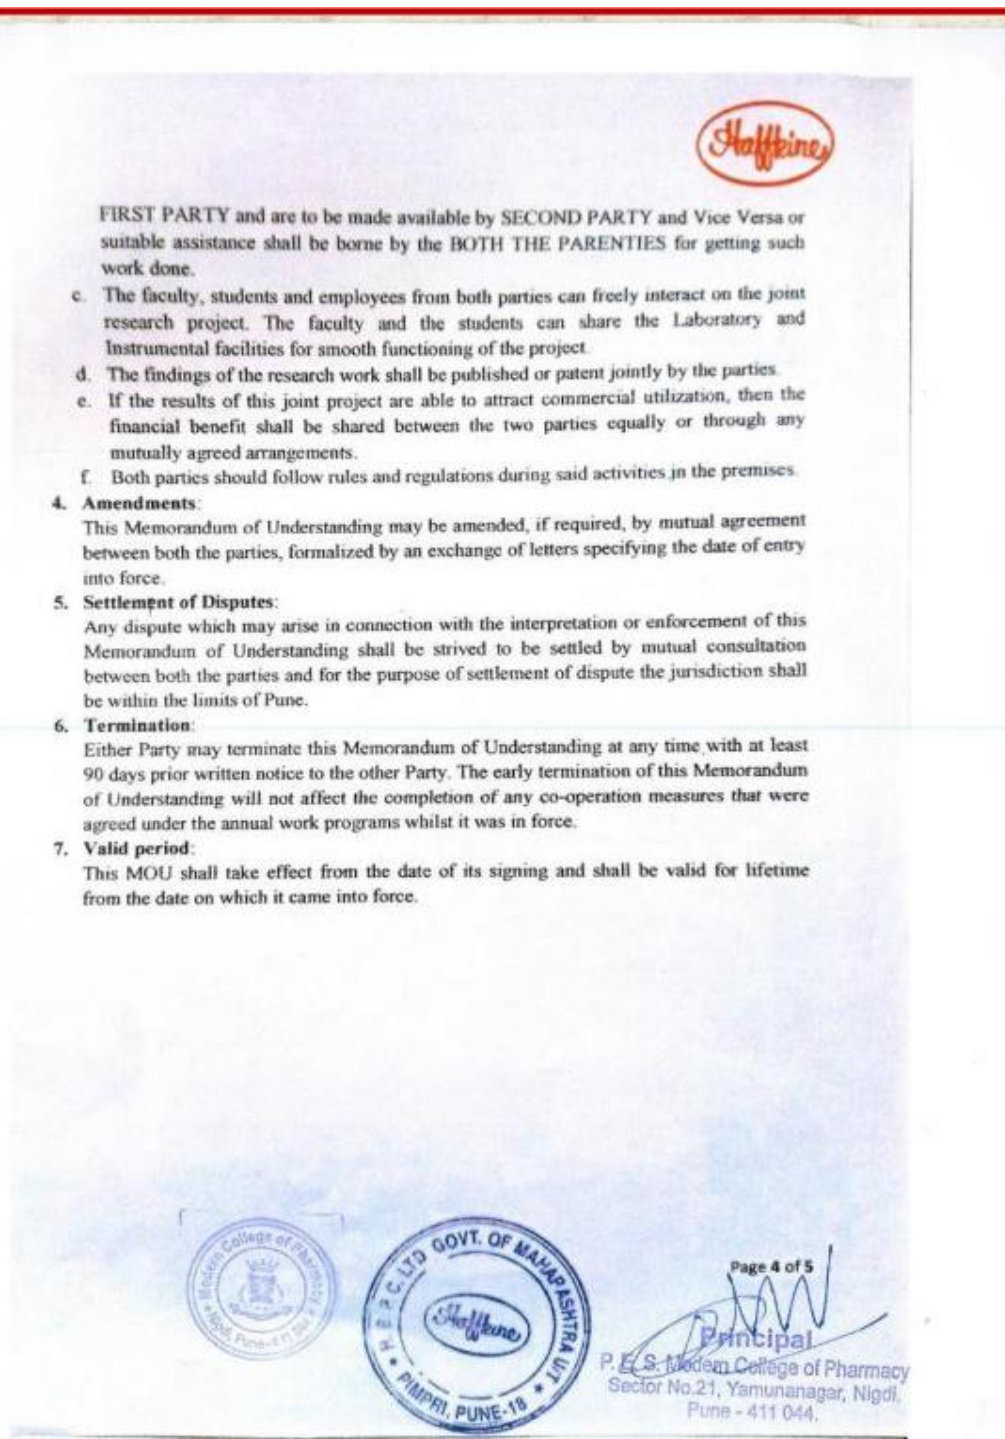 Haffkine
FIRST PARTY and are to be made available by SECOND PARTY and Vice Versa or
suitable assistance shall be borne by the BOTH THE PARENTIES for getting such
work done.
c. The faculty, students and employees from both parties can freely interact on the joint
research project. The faculty and the students can share the Laboratory and
Instrumental facilities for smooth functioning of the project.
d. The findings of the research work shall be published or patent jointly by the parties.
e. If the results of this joint project are able to attract commercial utilization, then the
financial benefit shall be shared between the two parties equally or through any
mutually agreed arrangements.
f. Both parties should follow rules and regulations during said activities in the premises.
4. Amendments:
This Memorandum of Understanding may be amended, if required, by mutual agreement
between both the parties, formalized by an exchange of letters specifying the date of entry
into force.
5. Settlement of Disputes:
Any dispute which may arise in connection with the interpretation or enforcement of this
Memorandum of Understanding shall be strived to be settled by mutual consultation
between both the parties and for the purpose of settlement of dispute the jurisdiction shall
be within the limits of Pune.
6. Termination:
Either Party may terminate this Memorandum of Understanding at any time with at least
90 days prior written notice to the other Party. The early termination of this Memorandum
of Understanding will not affect the completion of any co-operation measures that were
agreed under the annual work programs whilst it was in force.
7. Valid period:
This MOU shall take effect from the date of its signing and shall be valid for lifetime
from the date on which it came into force.
Modern College of Pharmacy
Nigdi, Pune-
H. B. P. C. LTD GOVT. OF MAHARASHTRA U/T
Haffkine
PIMPRI, PUNE-18
Page 4 of 5
Principal
P. E. S. Modern College of Pharmacy
Sector No.21, Yamunanagar, Nigdi,
Pune - 411 044.